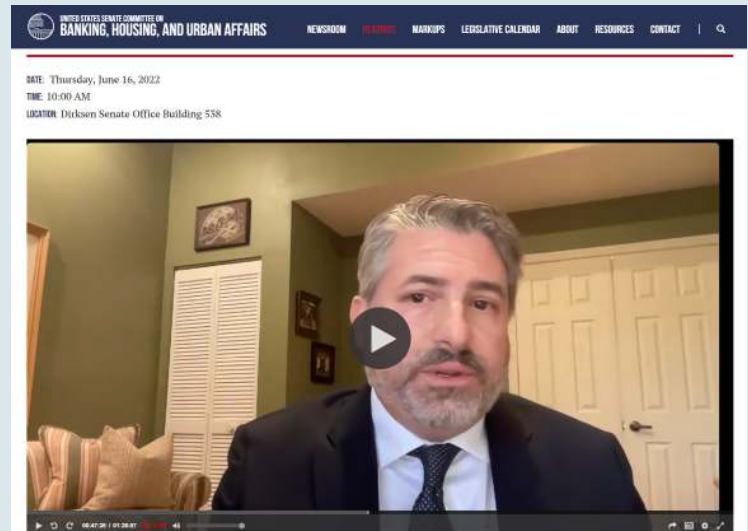 UNITED STATES SENATE COMMITTEE ON
BANKING, HOUSING, AND URBAN AFFAIRS
NEWSROOM HEARINGS MARKUPS LEGISLATIVE CALENDAR ABOUT RESOURCES CONTACT
DATE: Thursday, June 16, 2022
TIME: 10:00 AM
LOCATION: Dirksen Senate Office Building 538